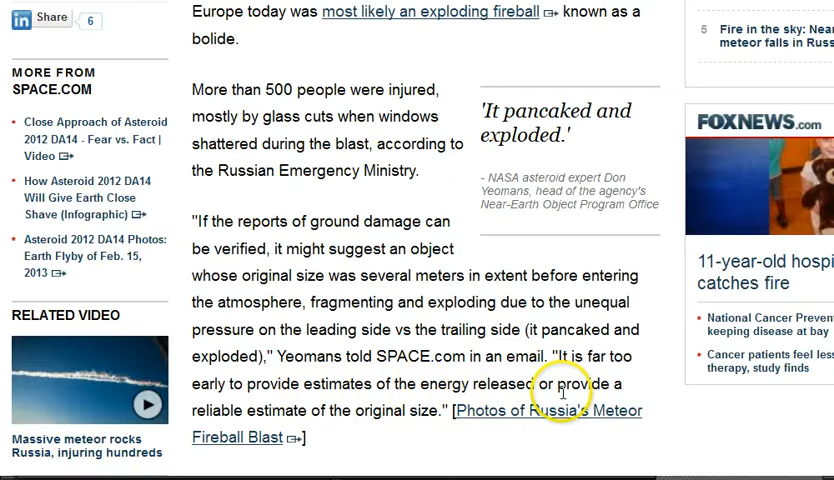 Share
6
MORE FROM
SPACE.COM
Close Approach of Asteroid
2012 DA14 - Fear vs. Fact |
Video
How Asteroid 2012 DA14
Will Give Earth Close
Shave (Infographic)
Asteroid 2012 DA14 Photos:
Earth Flyby of Feb. 15,
2013
RELATED VIDEO
Massive meteor rocks
Russia, injuring hundreds
Europe today was most likely an exploding fireball known as a
bolide.
More than 500 people were injured,
mostly by glass cuts when windows
shattered during the blast, according to
the Russian Emergency Ministry.
'It pancaked and
exploded.'
- NASA asteroid expert Don
Yeomans, head of the agency's
Near-Earth Object Program Office
"If the reports of ground damage can
be verified, it might suggest an object
whose original size was several meters in extent before entering
the atmosphere, fragmenting and exploding due to the unequal
pressure on the leading side vs the trailing side (it pancaked and
exploded)," Yeomans told SPACE.com in an email. "It is far too
early to provide estimates of the energy released or provide a
reliable estimate of the original size." [Photos of Russia's Meteor
Fireball Blast ]
5 Fire in the sky:
meteor falls in
FOXNEWS.com
11-year-old
catches fire
National Cancer
keeping disease at bay
Cancer patients feel
therapy, study finds